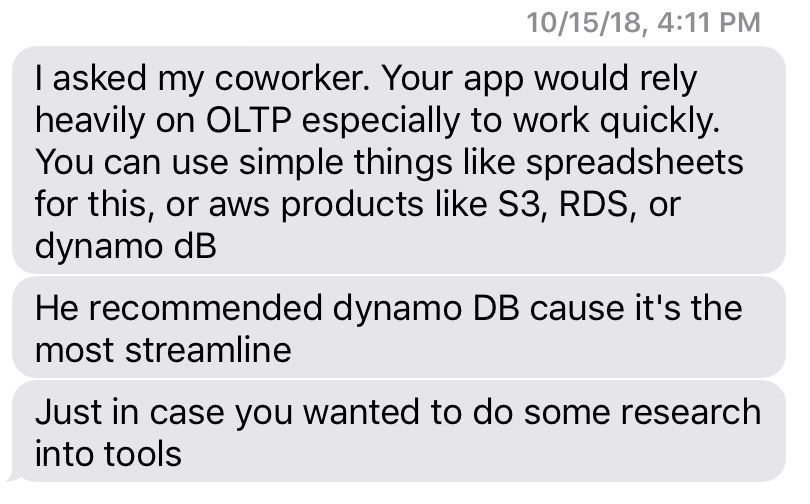 10/15/18, 4:11 PM
I asked my coworker. Your app would rely
heavily on OLTP especially to work quickly.
You can use simple things like spreadsheets
for this, or aws products like S3, RDS, or
dynamo dB
He recommended dynamo DB cause it's the
most streamline
Just in case you wanted to do some research
into tools